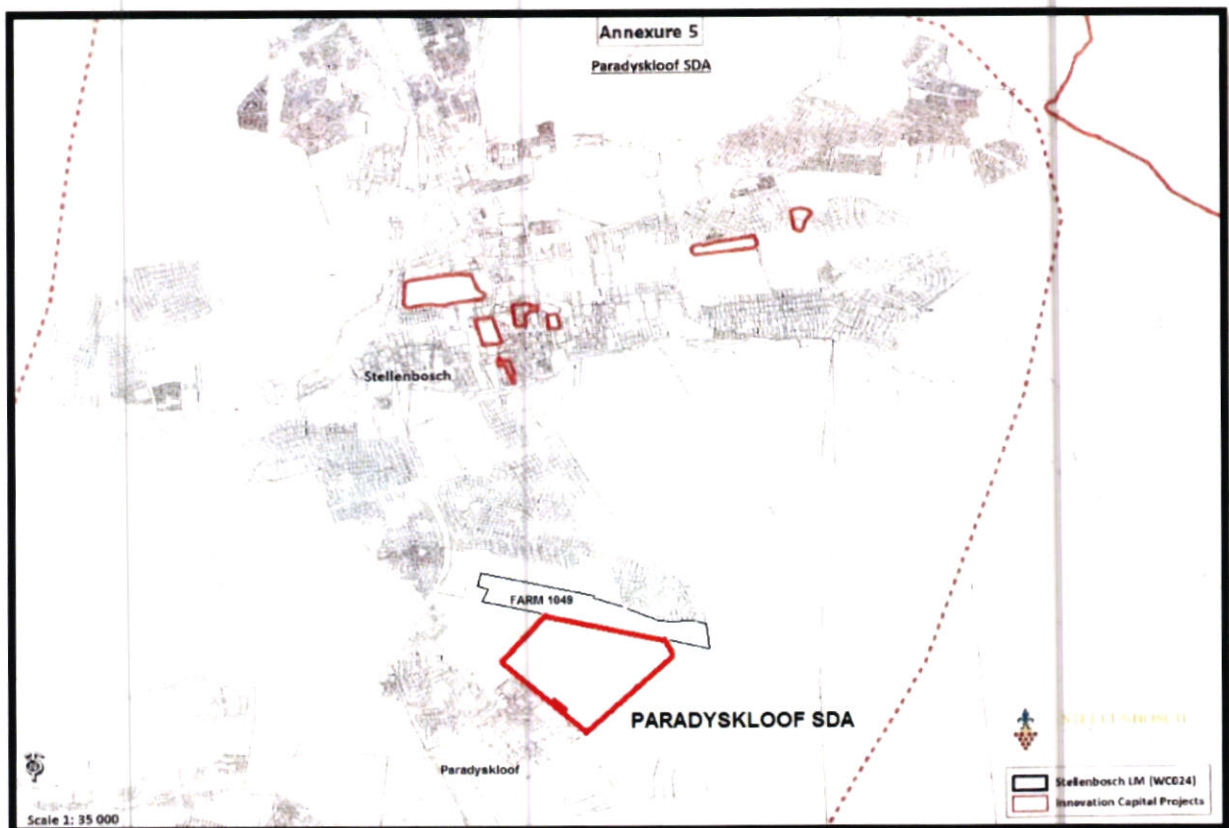 Annexure 5
Paradyskloof SDA
Stellenbosch
FARM 1049
PARADYSKLOOF SDA
Paradyskloof
STELLENBOSCH
Stellenbosch LM (WC024)
Innovation Capital Projects
Scale 1: 35 000